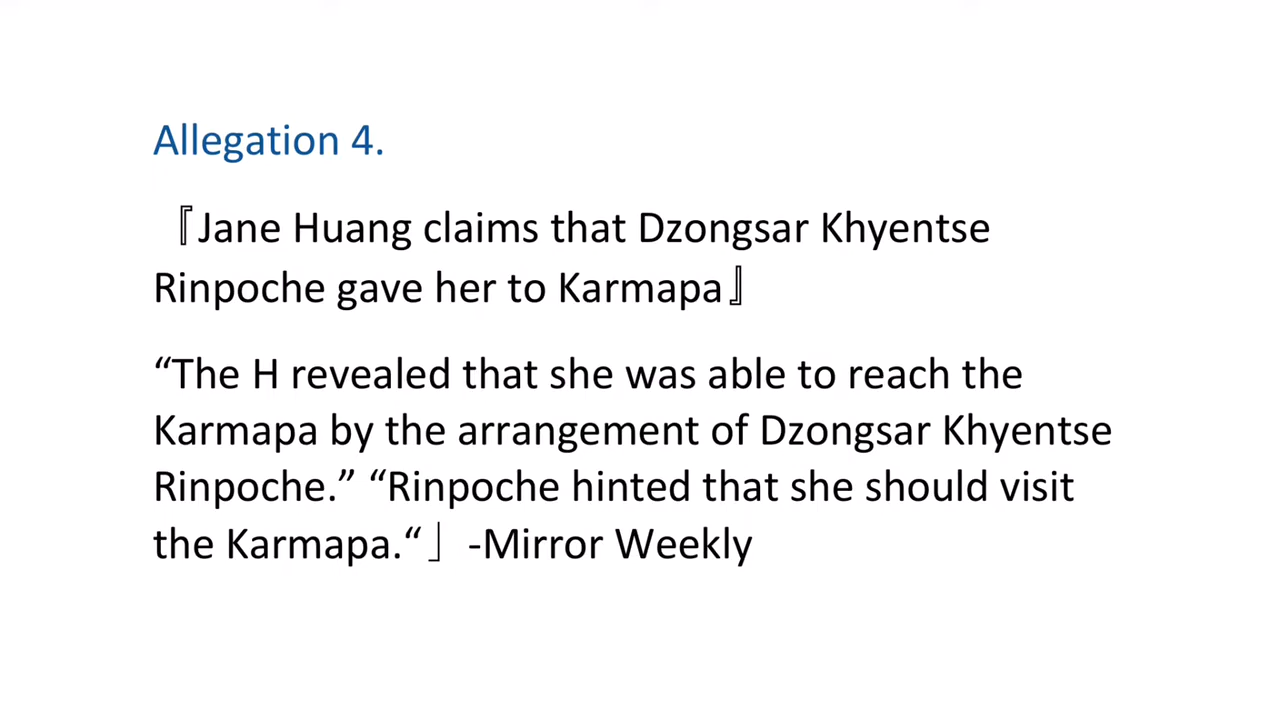 Allegation 4.
『Jane Huang claims that Dzongsar Khyentse
Rinpoche gave her to Karmapa』
“The H revealed that she was able to reach the
Karmapa by the arrangement of Dzongsar Khyentse
Rinpoche.” “Rinpoche hinted that she should visit
the Karmapa.“」 -Mirror Weekly